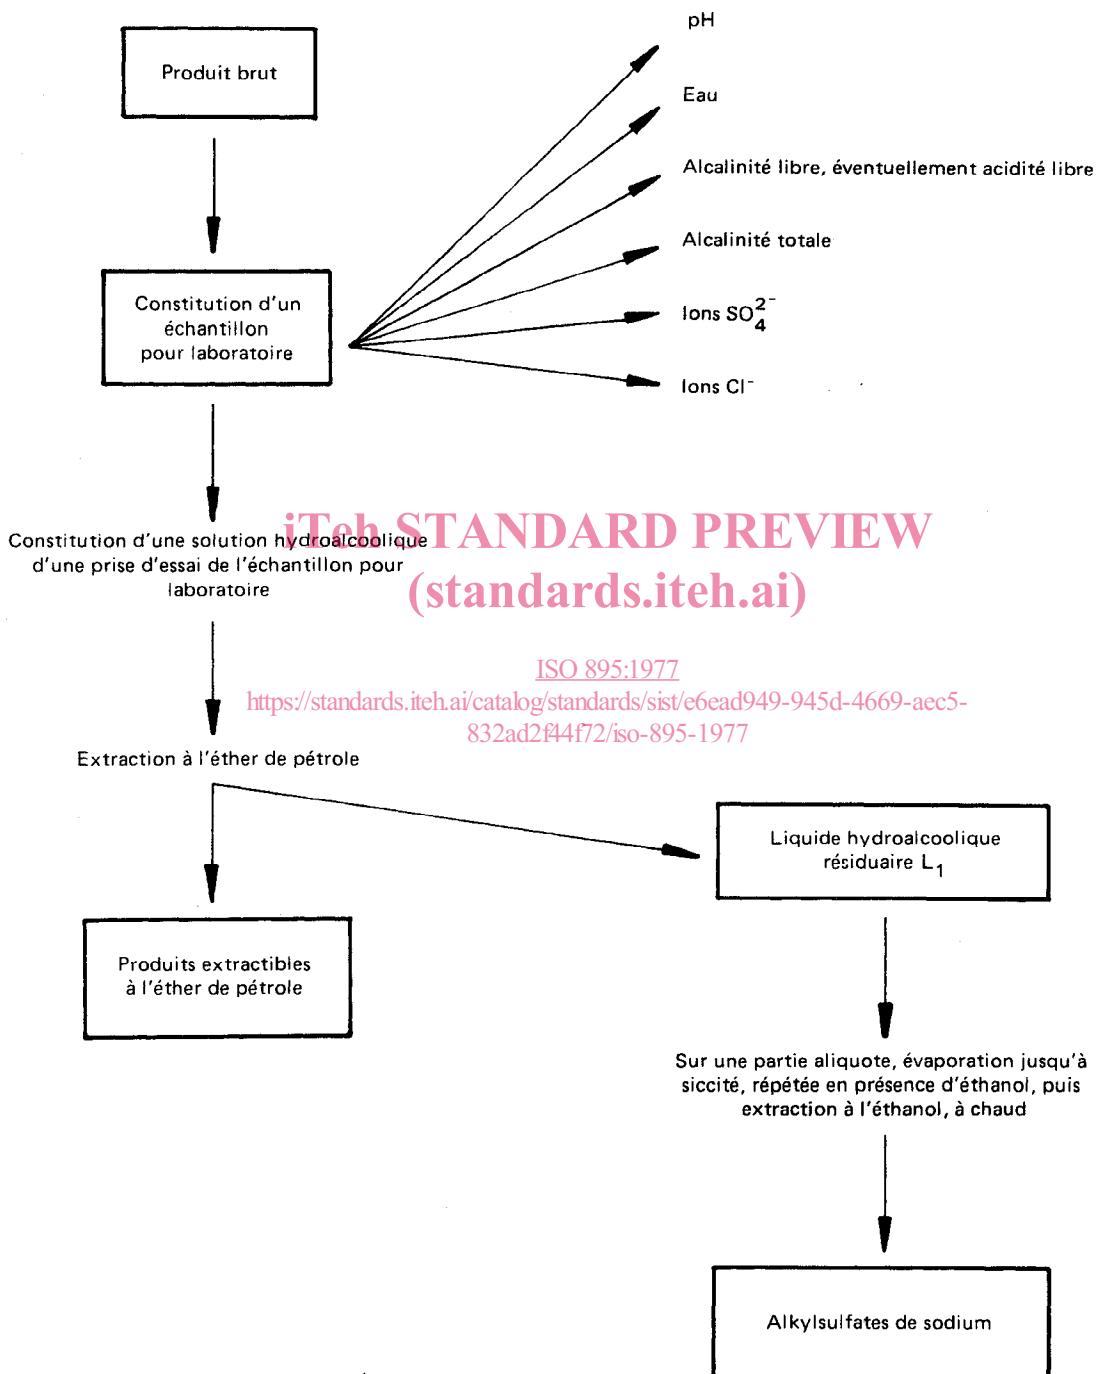 Produit brut
pH
Eau
Alcalinité libre, éventuellement acidité libre
Alcalinité totale
Ions SO₄²⁻
Ions Cl⁻
Constitution d'un
échantillon
pour laboratoire
Constitution d'une solution hydroalcoolique
d'une prise d'essai de l'échantillon pour
laboratoire
iTeh STANDARD PREVIEW
(standards.iteh.ai)
ISO 895:1977
https://standards.iteh.ai/catalog/standards/sist/e6ead949-945d-4669-aec5-
832ad2f44f72/iso-895-1977
Extraction à l'éther de pétrole
Liquide hydroalcoolique
résiduaire L₁
Produits extractibles
à l'éther de pétrole
Sur une partie aliquote, évaporation jusqu'à
siccité, répétée en présence d'éthanol, puis
extraction à l'éthanol, à chaud
Alkylsulfates de sodium